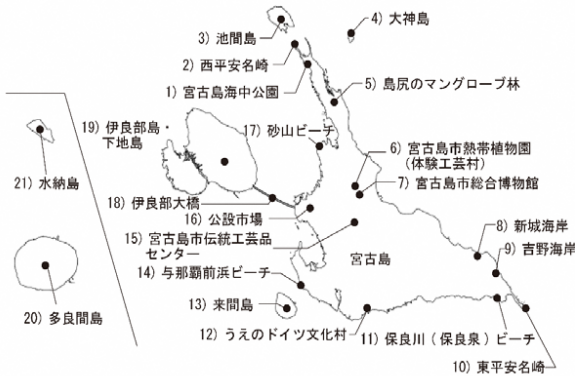 3）池間島
4）大神島
2）西平安名崎
1）宮古島海中公園
5）島尻のマングローブ林
19）伊良部島・
下地島
17）砂山ビーチ
6）宮古島市熱帯植物園
（体験工芸村）
7）宮古島市総合博物館
21）水納島
18）伊良部大橋
16）公設市場
8）新城海岸
15）宮古島市伝統工芸品
センター
宮古島
9）吉野海岸
14）与那覇前浜ビーチ
13）来間島
20）多良間島
12）うえのドイツ文化村
11）保良川（保良泉）ビーチ
10）東平安名崎